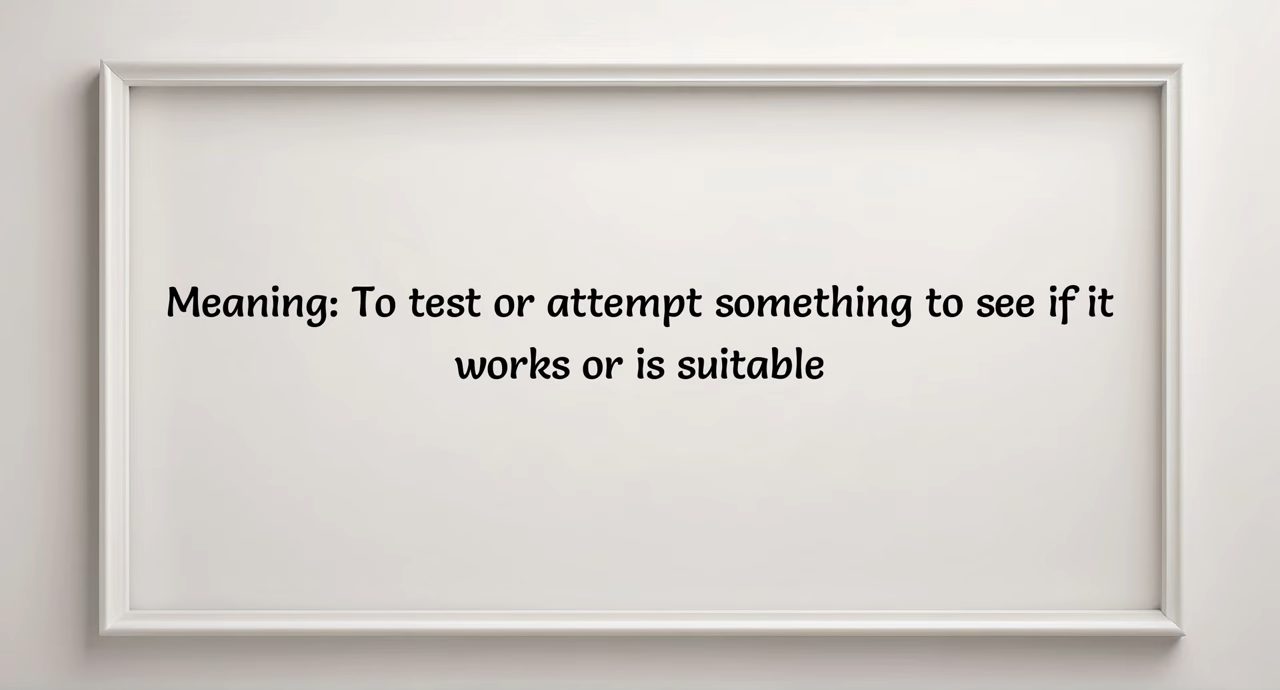 Meaning: To test or attempt something to see if it
works or is suitable